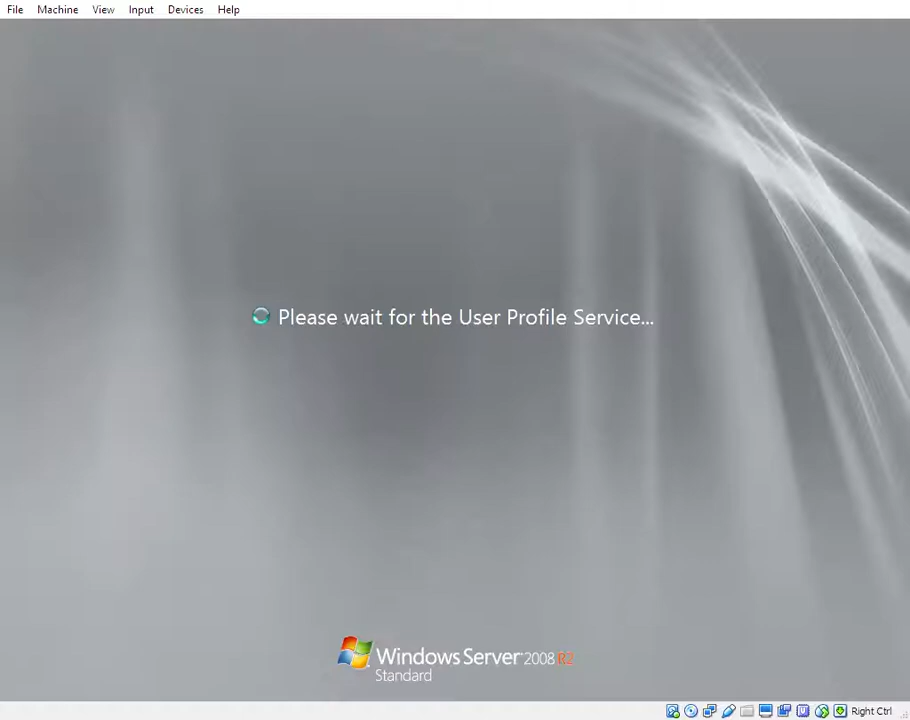 File Machine View Input Devices Help
Please wait for the User Profile Service...
Windows Server 2008 R2
Standard
Right Ctrl